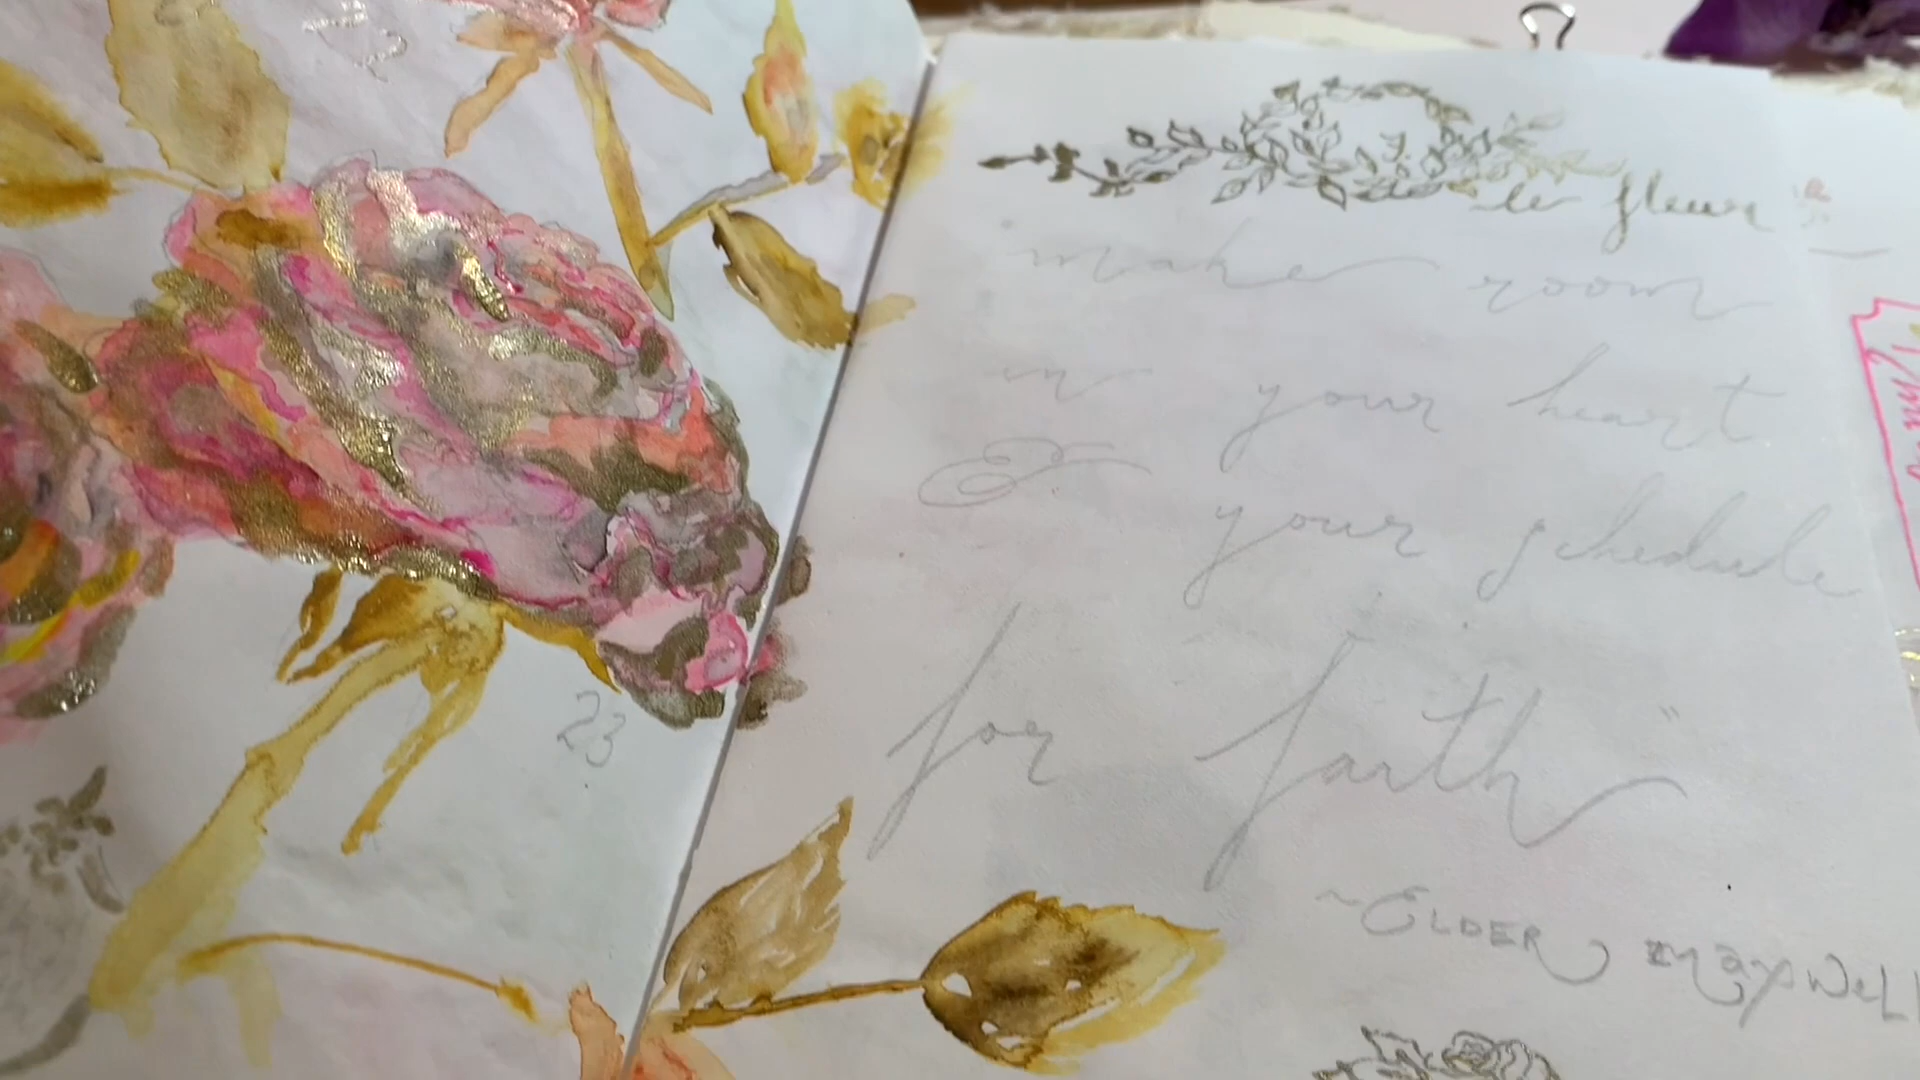 le fleur
"make room
in your heart
& your schedule
for faith"
~ELDER MAXWELL
23